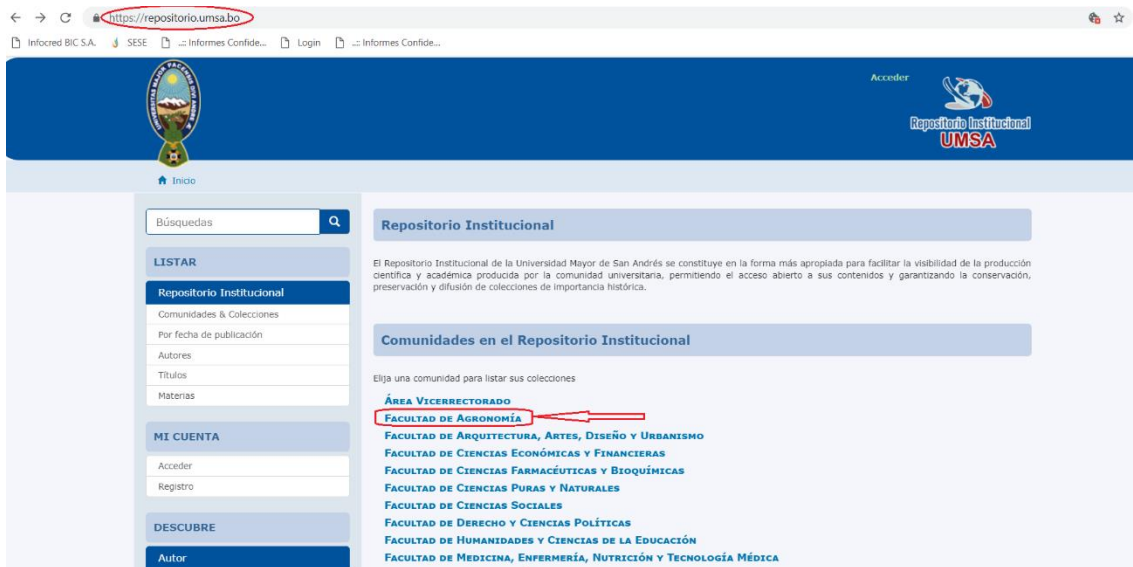 https://repositorio.umsa.bo
Infocred BIC S.A. SESE ..:: Informes Confide... Login ..:: Informes Confide...
Acceder
Repositorio Institucional
UMSA
Inicio
Búsquedas
LISTAR
Repositorio Institucional
Comunidades & Colecciones
Por fecha de publicación
Autores
Títulos
Materias
MI CUENTA
Acceder
Registro
DESCUBRE
Autor
Repositorio Institucional
El Repositorio Institucional de la Universidad Mayor de San Andrés se constituye en la forma más apropiada para facilitar la visibilidad de la producción
científica y académica producida por la comunidad universitaria, permitiendo el acceso abierto a sus contenidos y garantizando la conservación,
preservación y difusión de colecciones de importancia histórica.
Comunidades en el Repositorio Institucional
Elija una comunidad para listar sus colecciones
Área Vicerrectorado
Facultad de Agronomía
Facultad de Arquitectura, Artes, Diseño y Urbanismo
Facultad de Ciencias Económicas y Financieras
Facultad de Ciencias Farmacéuticas y Bioquímicas
Facultad de Ciencias Puras y Naturales
Facultad de Ciencias Sociales
Facultad de Derecho y Ciencias Políticas
Facultad de Humanidades y Ciencias de la Educación
Facultad de Medicina, Enfermería, Nutrición y Tecnología Médica